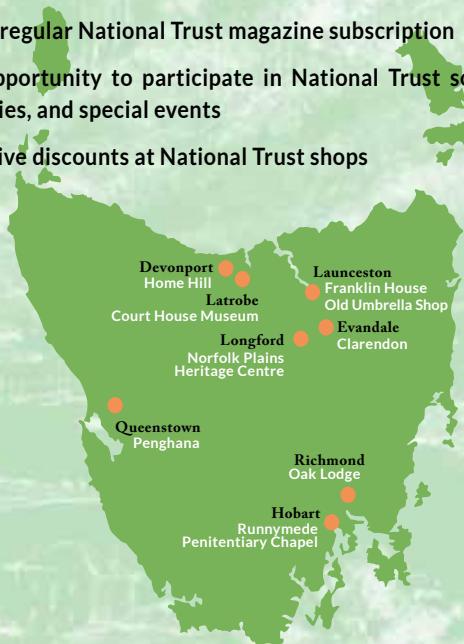 regular National Trust magazine subscription
pportunity to participate in National Trust so
ies, and special events
ive discounts at National Trust shops
Devonport
Home Hill
Latrobe
Court House Museum
Launceston
Franklin House
Old Umbrella Shop
Evandale
Clarendon
Longford
Norfolk Plains
Heritage Centre
Queenstown
Penghana
Richmond
Oak Lodge
Hobart
Runnymede
Penitentiary Chapel